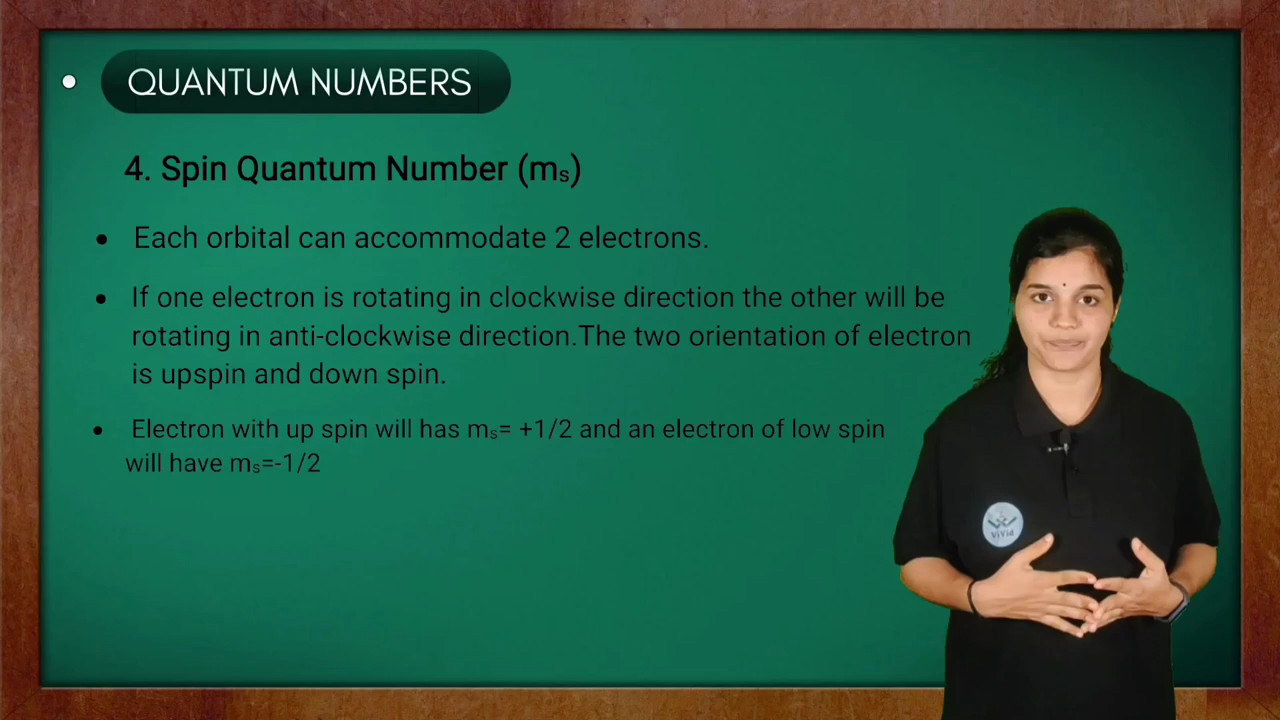 QUANTUM NUMBERS
4. Spin Quantum Number (mₛ)
Each orbital can accommodate 2 electrons.
If one electron is rotating in clockwise direction the other will be
rotating in anti-clockwise direction.The two orientation of electron
is upspin and down spin.
Electron with up spin will has mₛ= +1/2 and an electron of low spin
will have mₛ=-1/2
ViVid